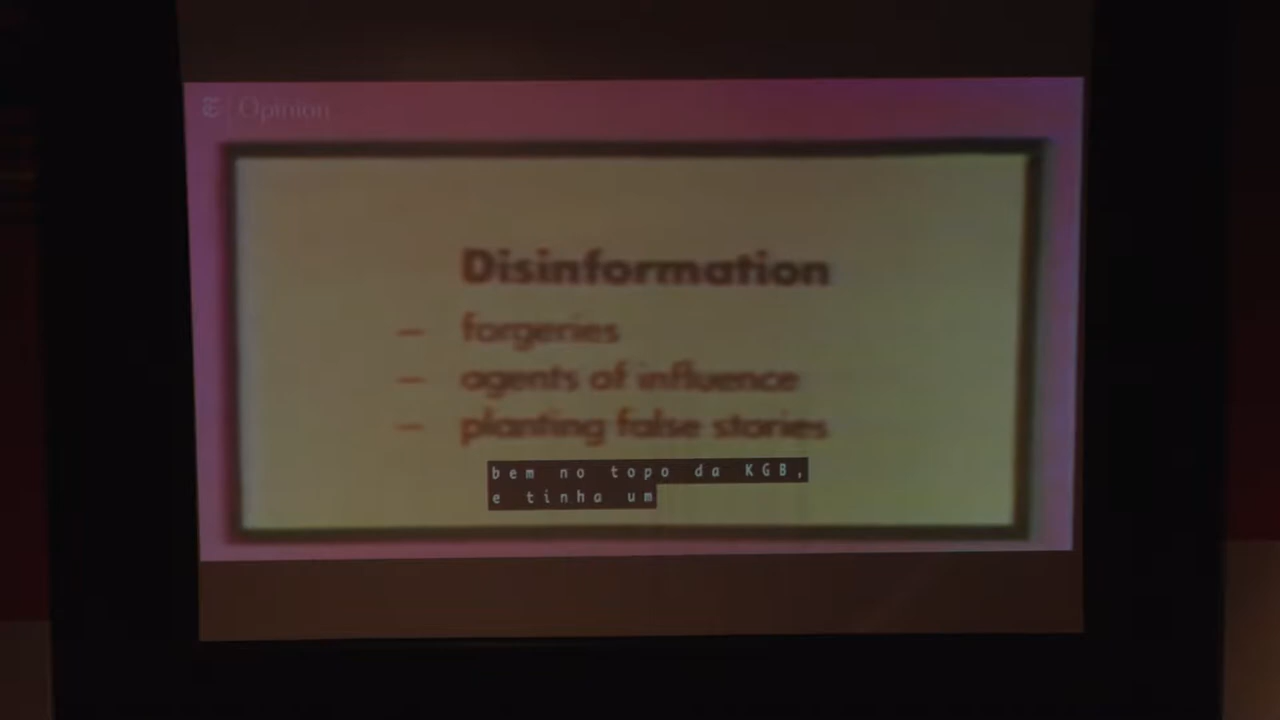 T | Opinion
Disinformation
– forgeries
– agents of influence
– planting false stories
bem no topo da KGB,
e tinha um